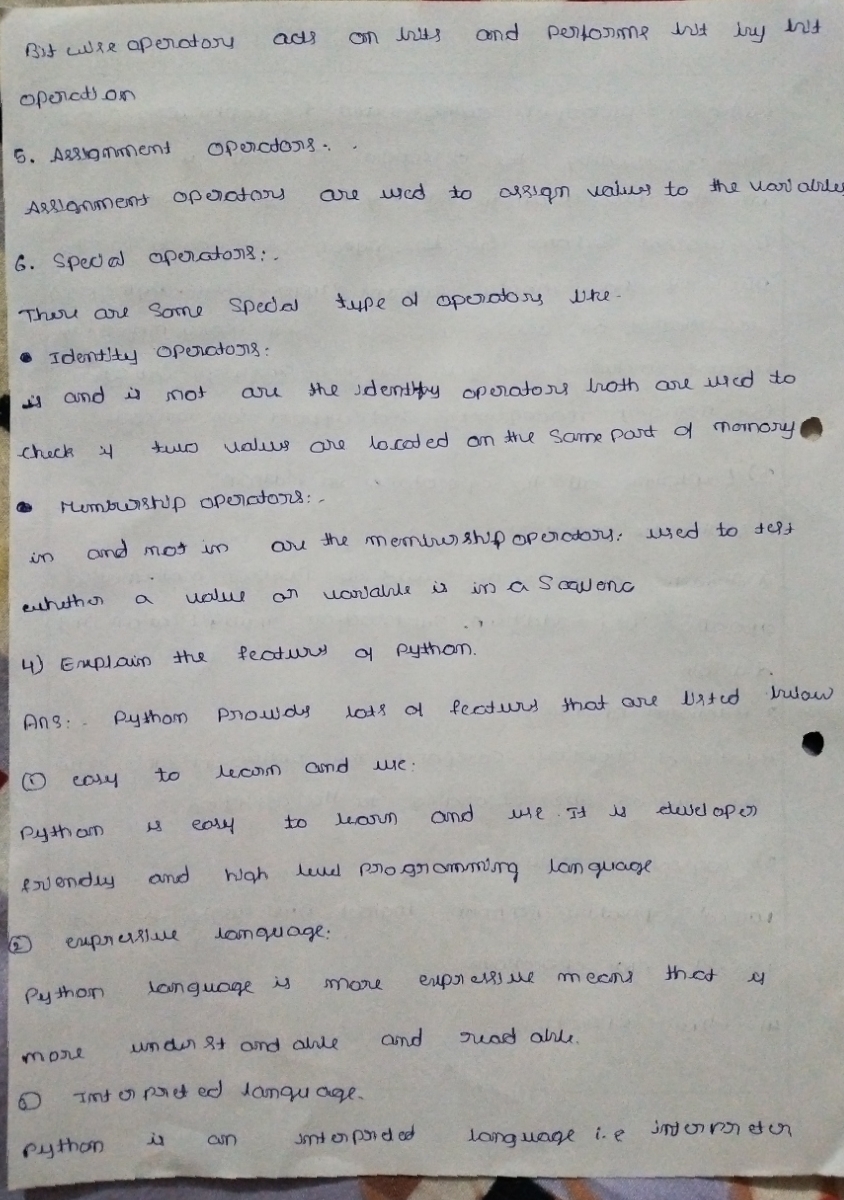 Bit wise operators acts on bits and performs bit by bit
operation
5. Assignment operators:.
Assignment operators are used to assign values to the variables
6. Special operators:.
There are some special type of operators like.
• Identity operators:
is and is not are the identity operators both are used to
check if two values are located on the same part of momory
• Membership operators:-
in and not in are the membership operators: used to test
whether a value or variable is in a Sequenc
4) Explain the features of Python.
Ans:. Python Provids lots of features that are listed below
① easy to learn and use:
Python is easy to learn and use. It is developer
friendly and high level programming language
② expressive language:
Python language is more expressive means that if
more understandable and readable.
Interpreted language.
Python is an interpreted language i.e interpreter